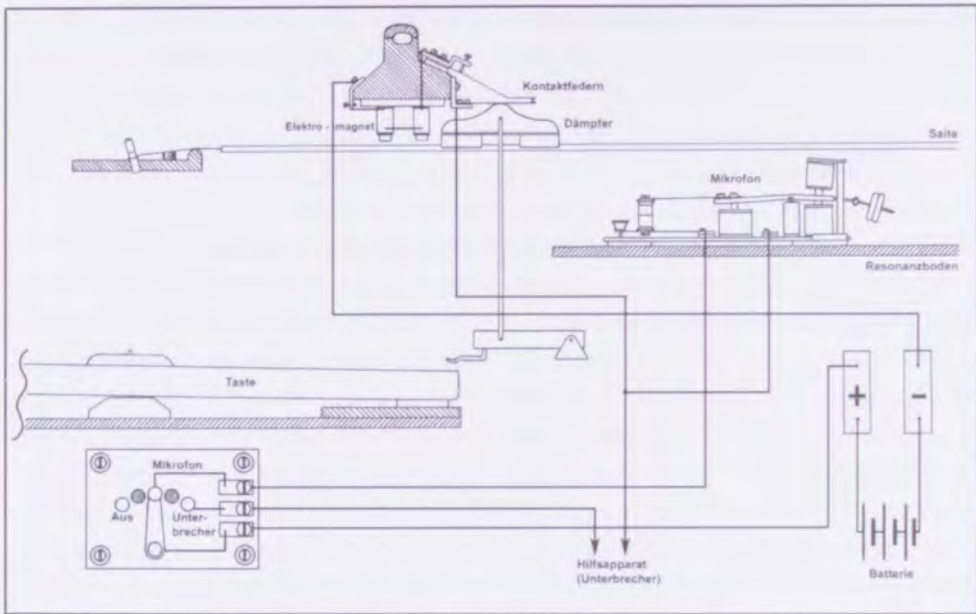 Kontaktfedern
Elektro - magnet
Dämpfer
Saite
Mikrofon
Resonanzboden
Taste
+
−
Mikrofon
Aus
Unter-
brecher
Hilfsapparat
(Unterbrecher)
Batterie